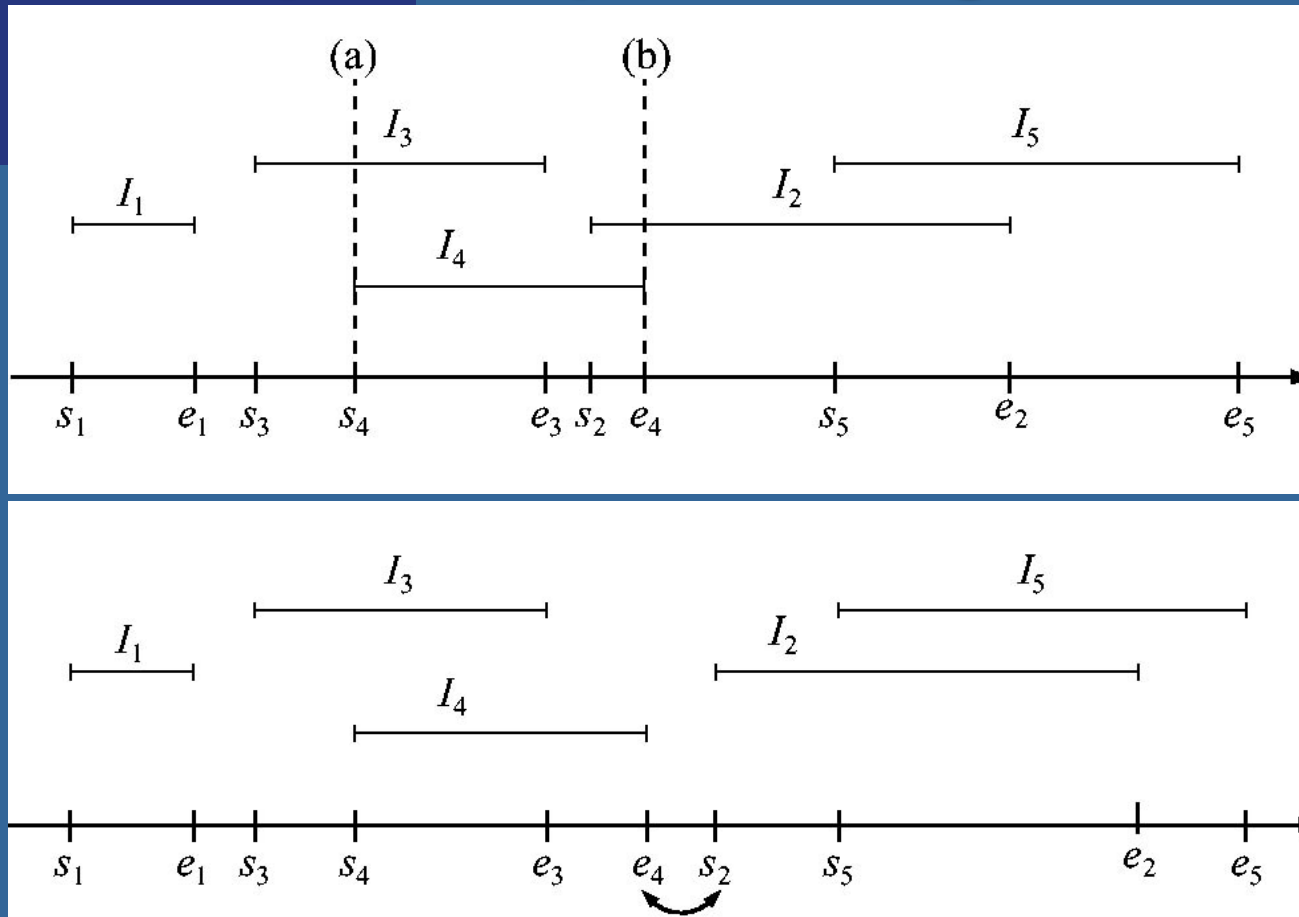 (a) (b)
I₃ I₅
I₁ I₂
I₄
s₁ e₁ s₃ s₄ e₃ s₂ e₄ s₅ e₂ e₅
I₃ I₅
I₁ I₂
I₄
s₁ e₁ s₃ s₄ e₃ e₄ s₂ s₅ e₂ e₅